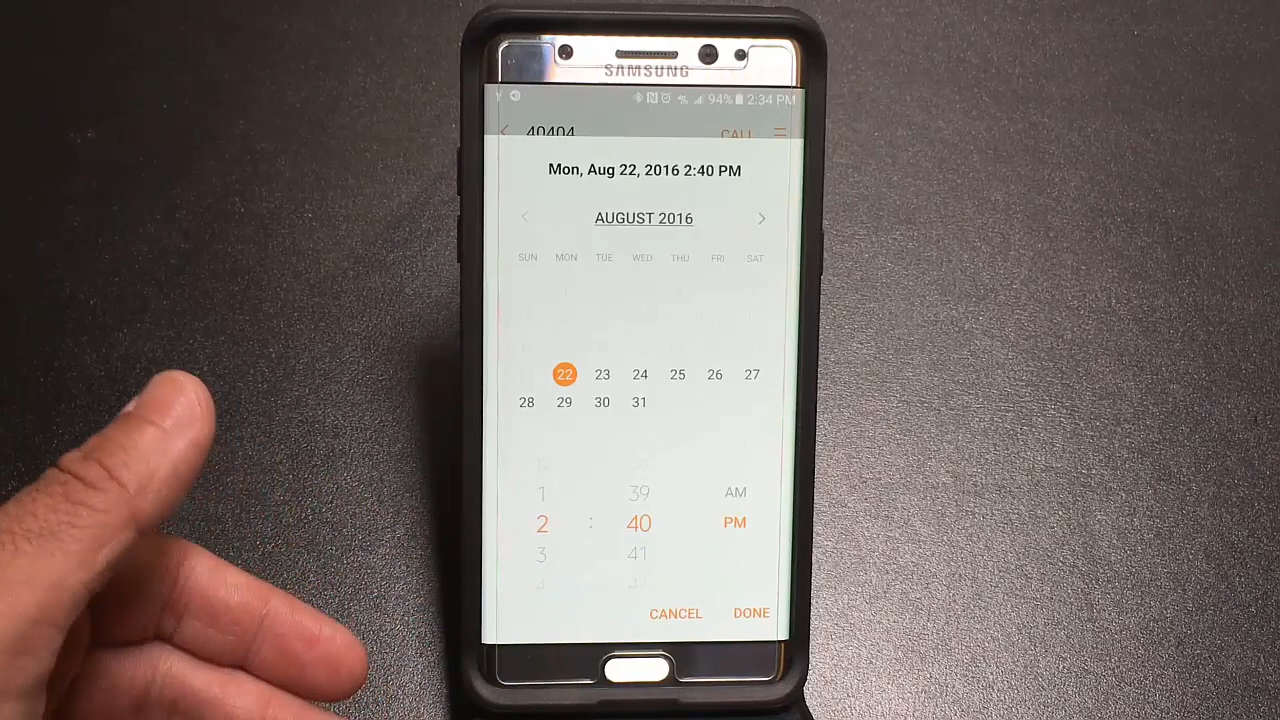 SAMSUNG
94% 2:34 PM
40404 CALL
Mon, Aug 22, 2016 2:40 PM
AUGUST 2016
SUN MON TUE WED THU FRI SAT
22 23 24 25 26 27
28 29 30 31
1 39 AM
2 : 40 PM
3 41
CANCEL DONE